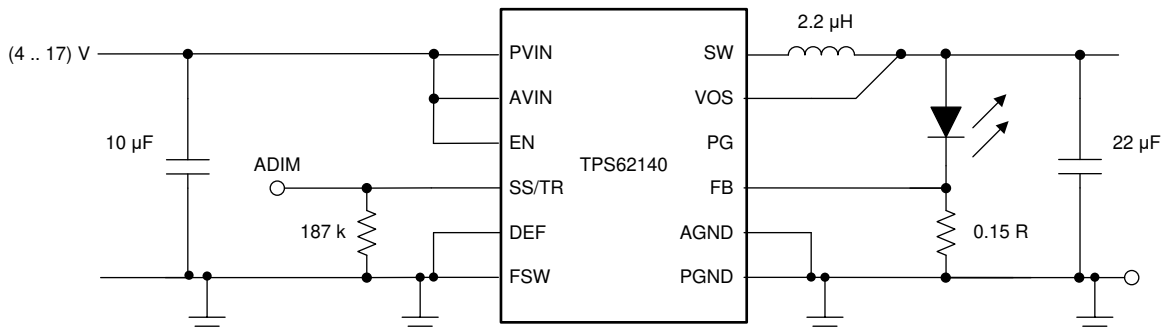 2.2 µH
(4 .. 17) V
PVIN
SW
AVIN
VOS
10 µF
EN
PG
22 µF
TPS62140
ADIM
SS/TR
FB
187 k
DEF
AGND
0.15 R
FSW
PGND